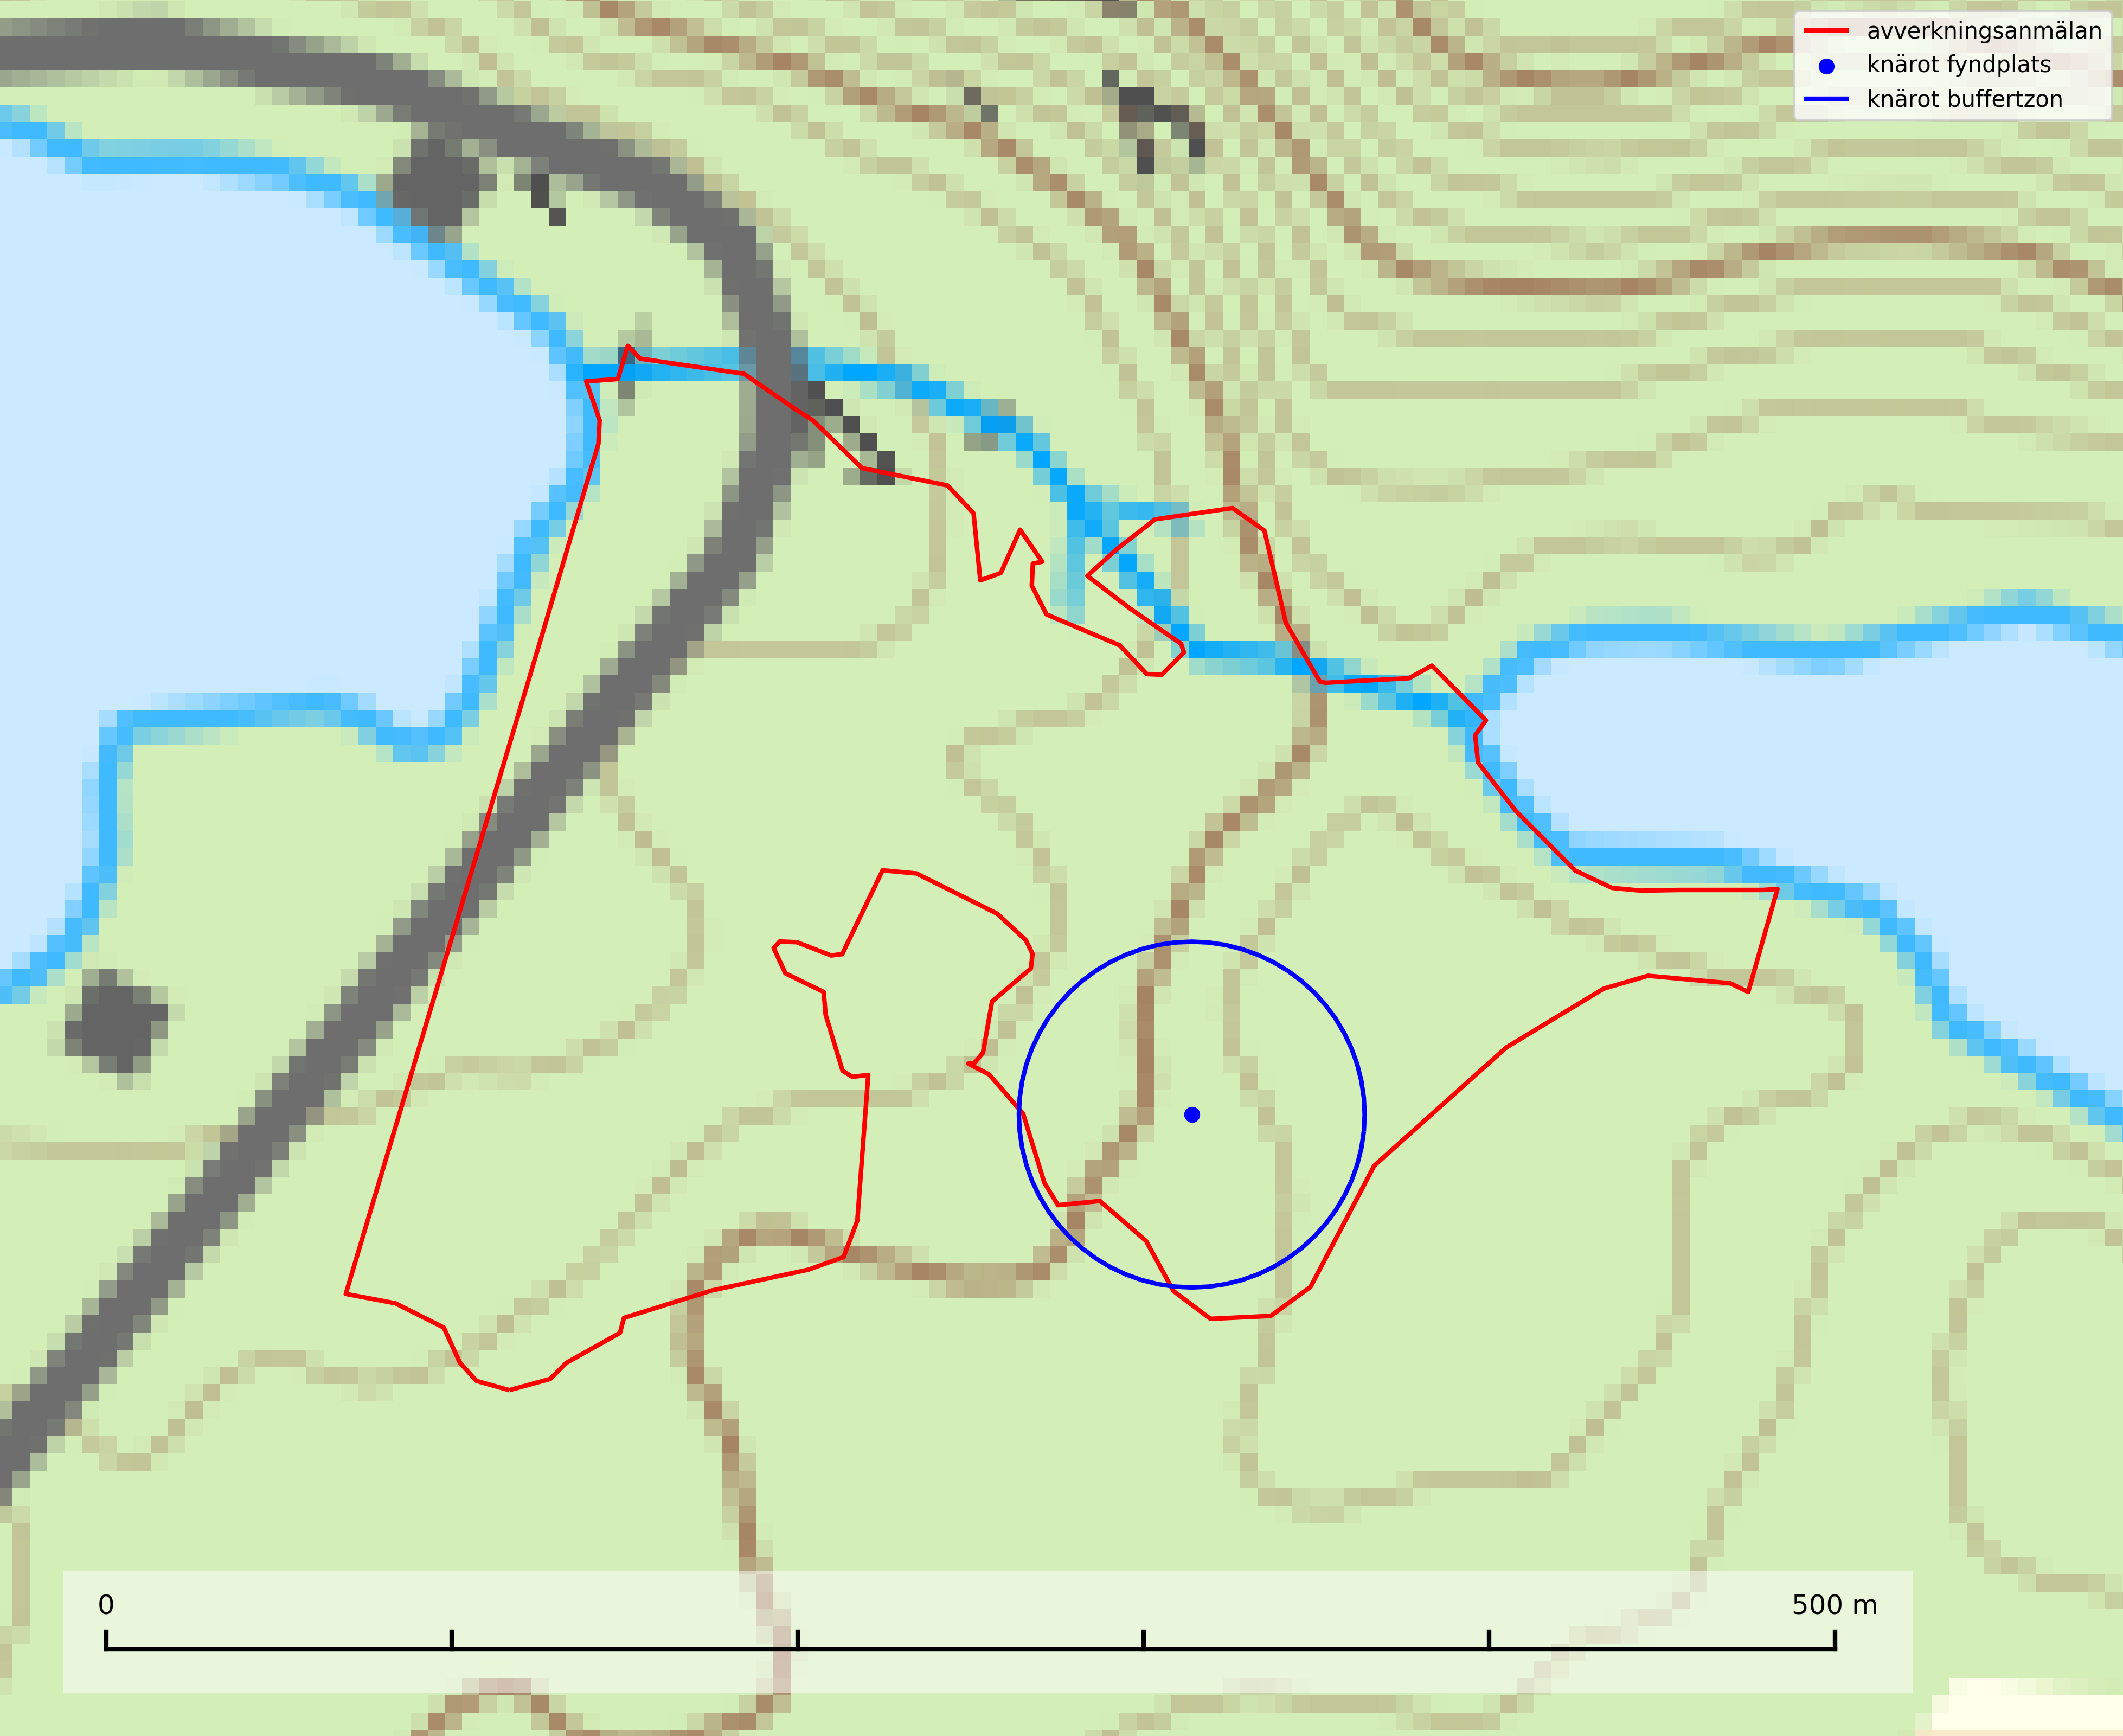 avverkningsanmälan
knärot fyndplats
knärot buffertzon
0
500 m